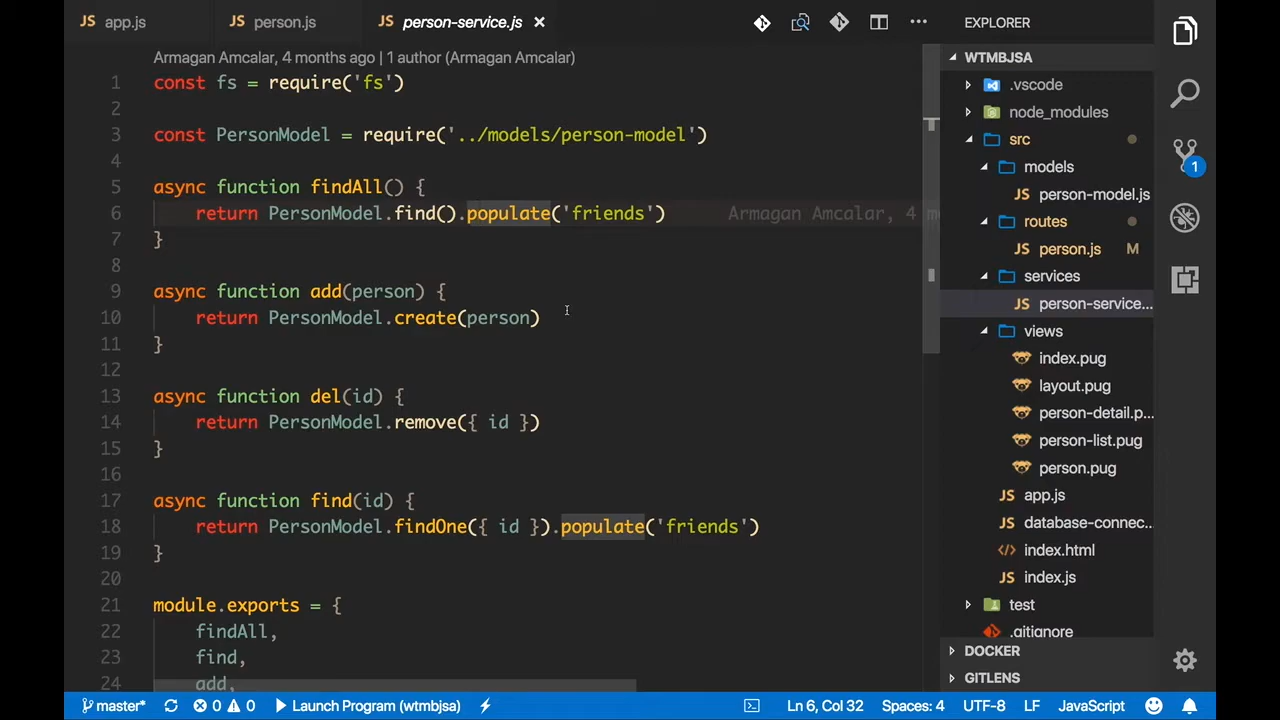 JS app.js
JS person.js
JS person-service.js ×
EXPLORER
Armagan Amcalar, 4 months ago | 1 author (Armagan Amcalar)
1 const fs = require('fs')
2
3 const PersonModel = require('../models/person-model')
4
5 async function findAll() {
6 return PersonModel.find().populate('friends') Armagan Amcalar, 4 m
7 }
8
9 async function add(person) {
10 return PersonModel.create(person)
11 }
12
13 async function del(id) {
14 return PersonModel.remove({ id })
15 }
16
17 async function find(id) {
18 return PersonModel.findOne({ id }).populate('friends')
19 }
20
21 module.exports = {
22 findAll,
23 find,
24 add,
WTMBJSA
.vscode
node_modules
src
models
JS person-model.js
routes
JS person.js M
services
JS person-service...
views
index.pug
layout.pug
person-detail.p...
person-list.pug
person.pug
JS app.js
JS database-connec...
index.html
JS index.js
test
.gitignore
DOCKER
GITLENS
1
master* 0 0 Launch Program (wtmbjsa) Ln 6, Col 32 Spaces: 4 UTF-8 LF JavaScript